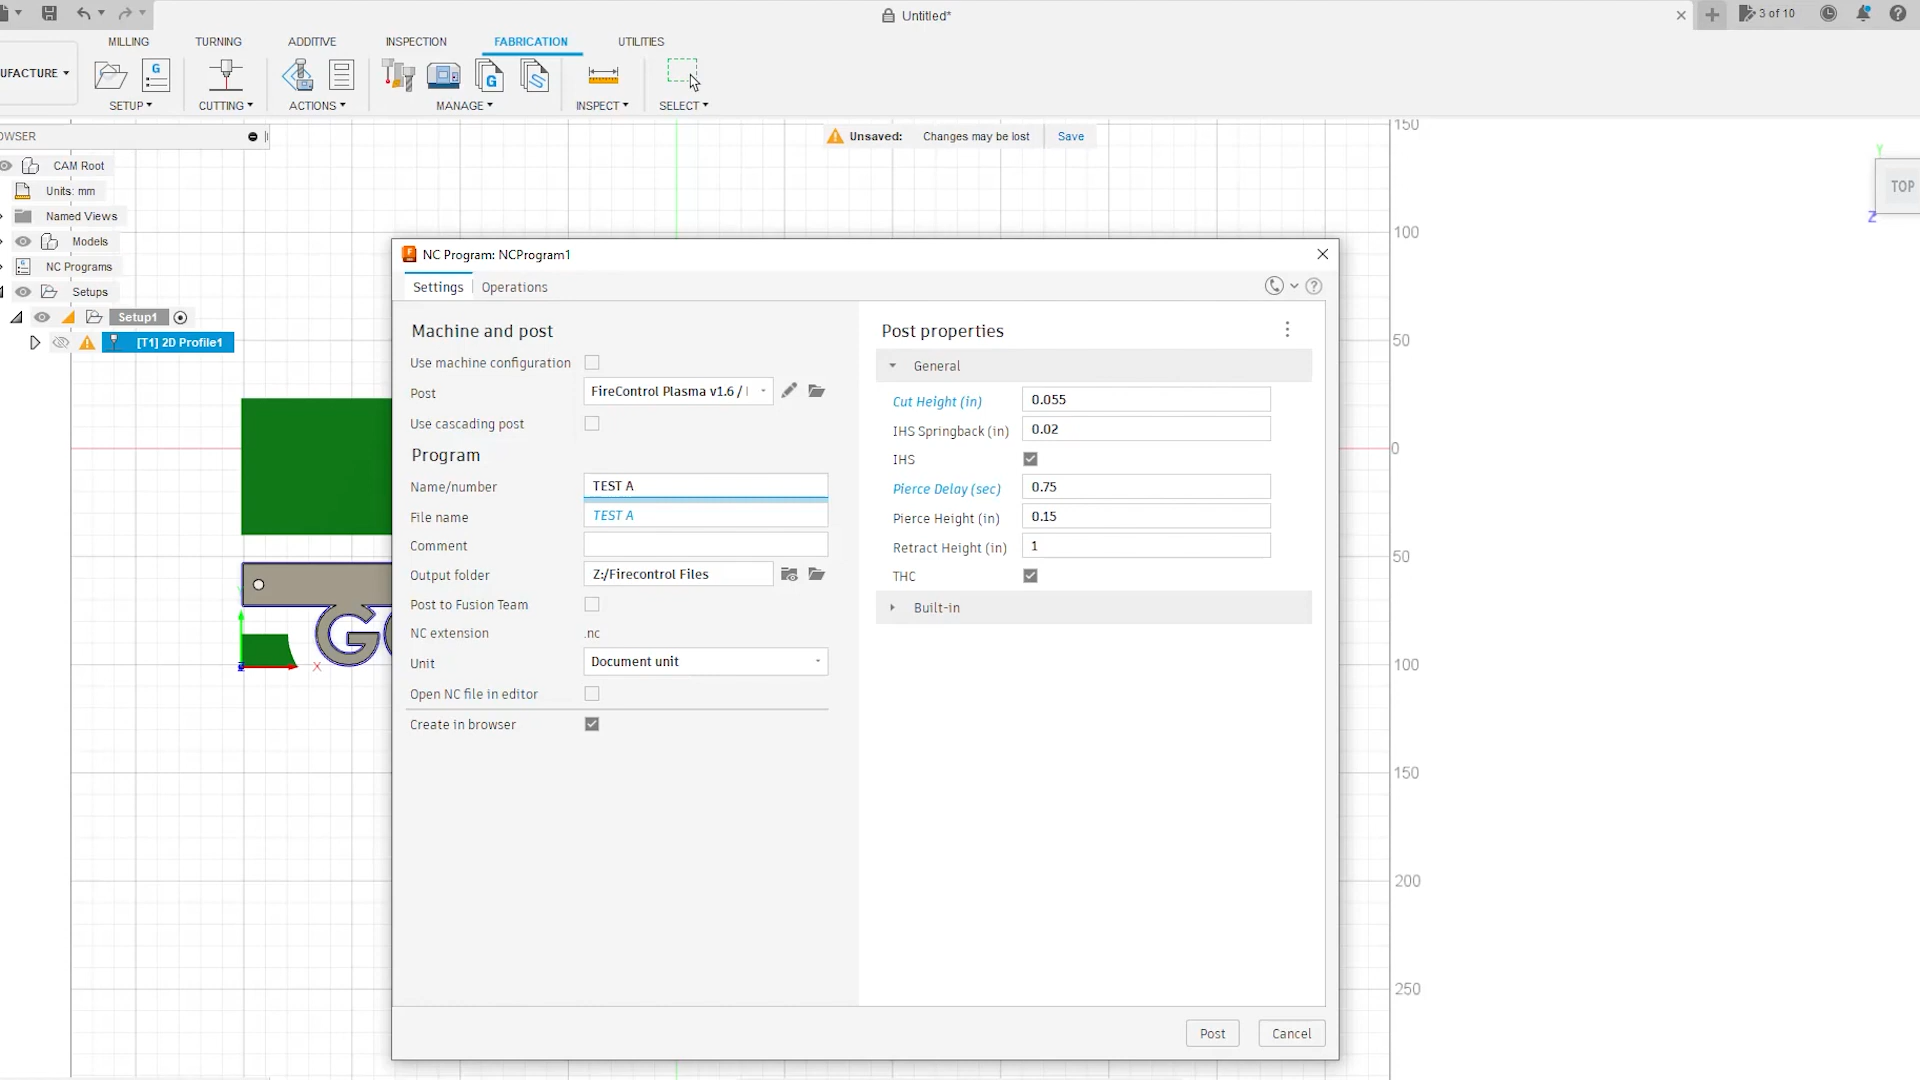 Untitled*
3 of 10
MILLING TURNING ADDITIVE INSPECTION FABRICATION UTILITIES
UFACTURE
G G
SETUP CUTTING ACTIONS MANAGE INSPECT SELECT
OWSER
Unsaved: Changes may be lost Save
150
CAM Root
Units: mm
Named Views
Models
NC Programs
Setups
Setup1
[T1] 2D Profile1
Y
TOP
Z
100
50
0
50
100
150
200
250
X
NC Program: NCProgram1
Settings Operations
Machine and post
Use machine configuration
Post FireControl Plasma v1.6 /
Use cascading post
Program
Name/number TEST A
File name TEST A
Comment
Output folder Z:/Firecontrol Files
Post to Fusion Team
NC extension .nc
Unit Document unit
Open NC file in editor
Create in browser
Post properties
General
Cut Height (in) 0.055
IHS Springback (in) 0.02
IHS
Pierce Delay (sec) 0.75
Pierce Height (in) 0.15
Retract Height (in) 1
THC
Built-in
Post Cancel